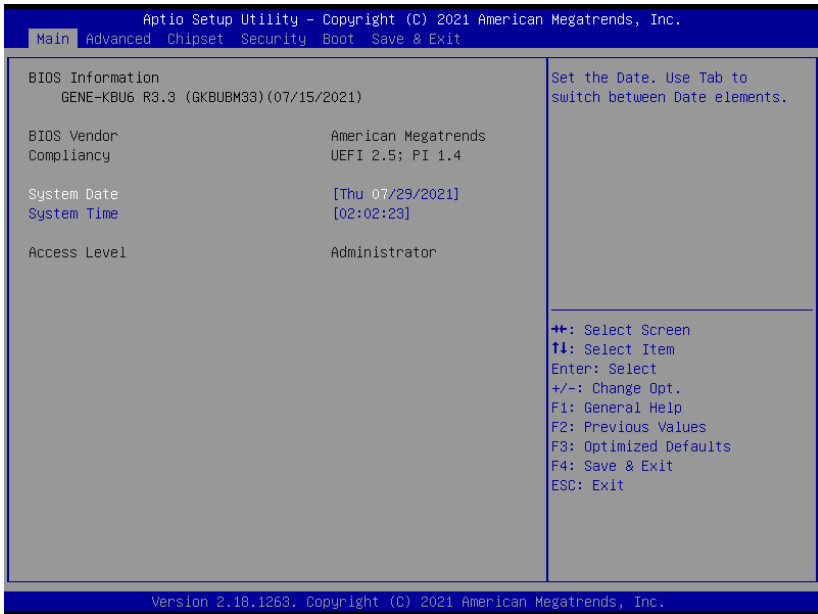 Aptio Setup Utility – Copyright (C) 2021 American Megatrends, Inc.
Main Advanced Chipset Security Boot Save & Exit
BIOS Information
GENE-KBU6 R3.3 (GKBUBM33)(07/15/2021)
BIOS Vendor American Megatrends
Compliancy UEFI 2.5; PI 1.4
System Date [Thu 07/29/2021]
System Time [02:02:23]
Access Level Administrator
Set the Date. Use Tab to
switch between Date elements.
→←: Select Screen
↑↓: Select Item
Enter: Select
+/-: Change Opt.
F1: General Help
F2: Previous Values
F3: Optimized Defaults
F4: Save & Exit
ESC: Exit
Version 2.18.1263. Copyright (C) 2021 American Megatrends, Inc.